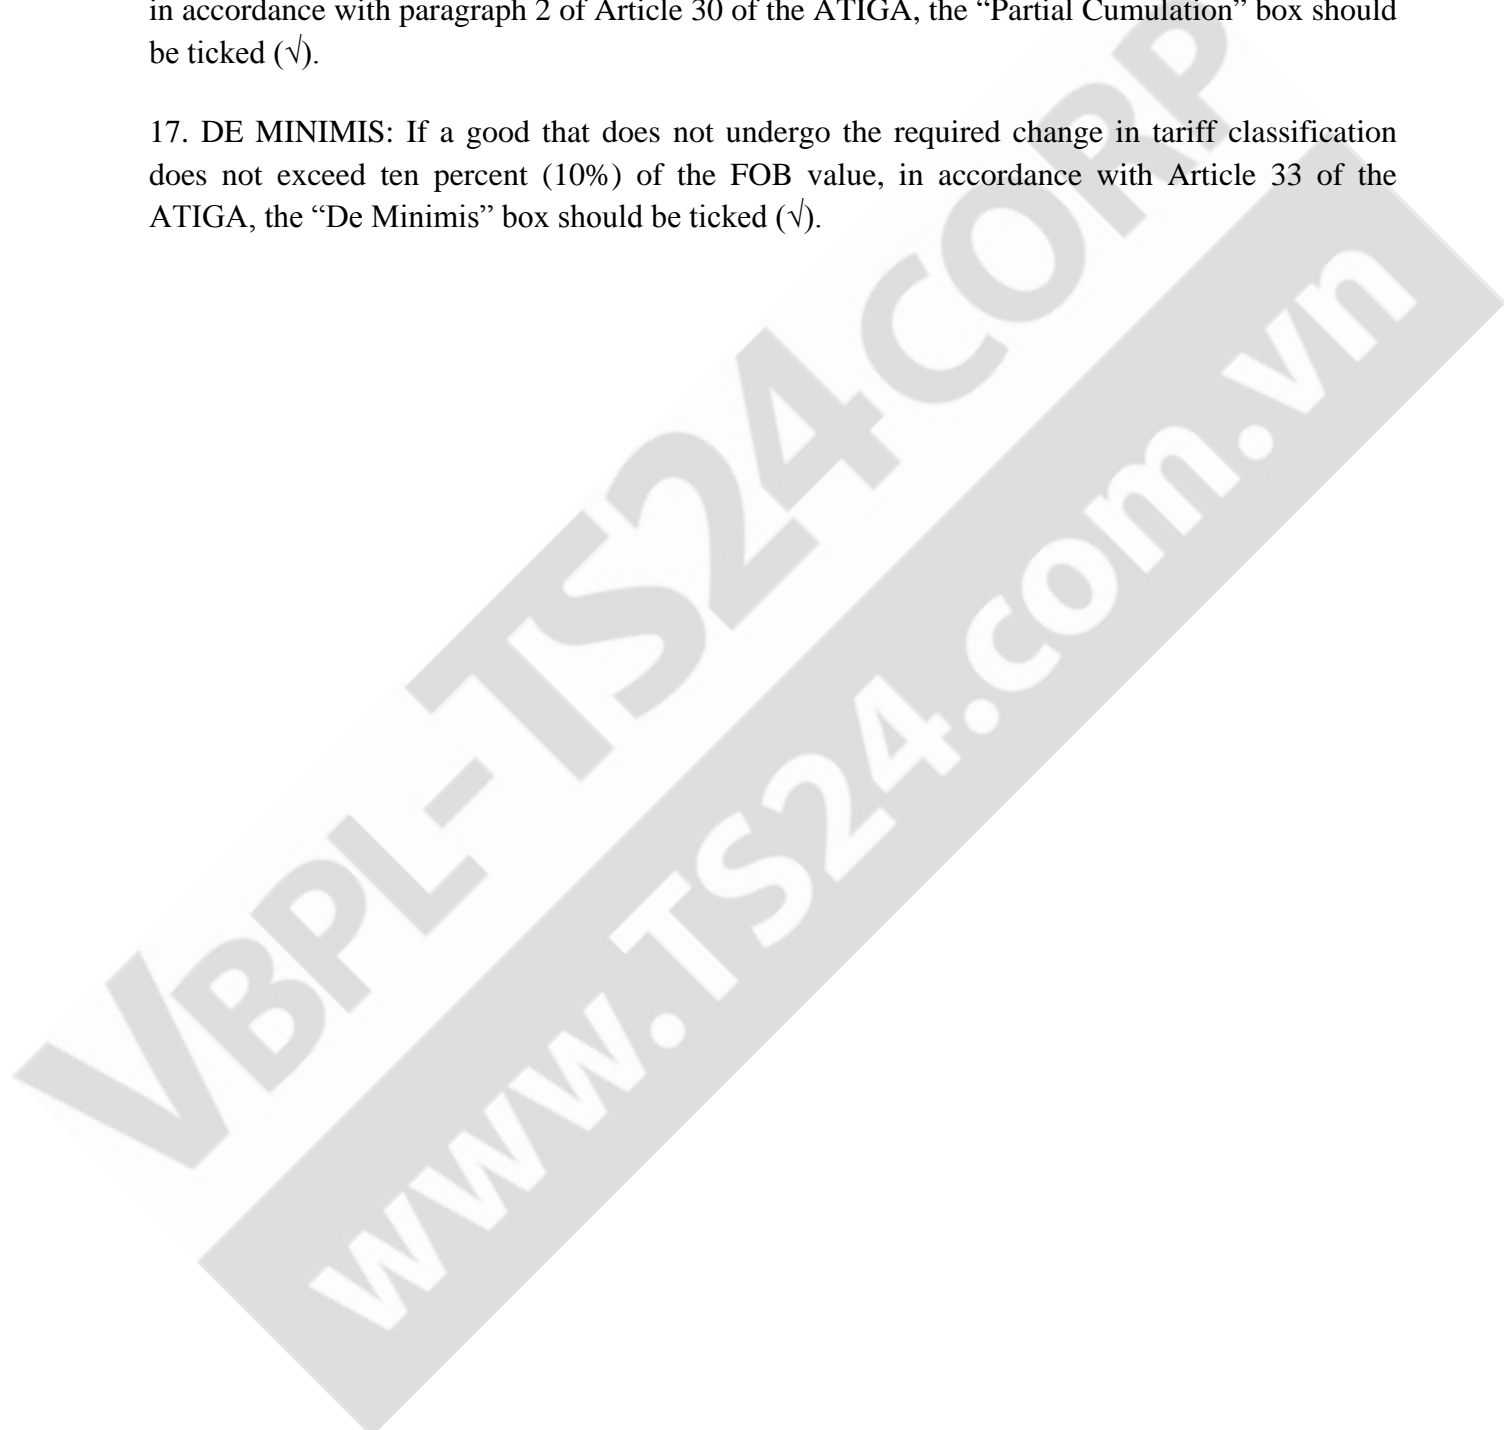 in accordance with paragraph 2 of Article 30 of the ATIGA, the “Partial Cumulation” box should
be ticked (√).
17. DE MINIMIS: If a good that does not undergo the required change in tariff classification
does not exceed ten percent (10%) of the FOB value, in accordance with Article 33 of the
ATIGA, the “De Minimis” box should be ticked (√).
VBPL-TS24CORP
www.TS24.com.vn